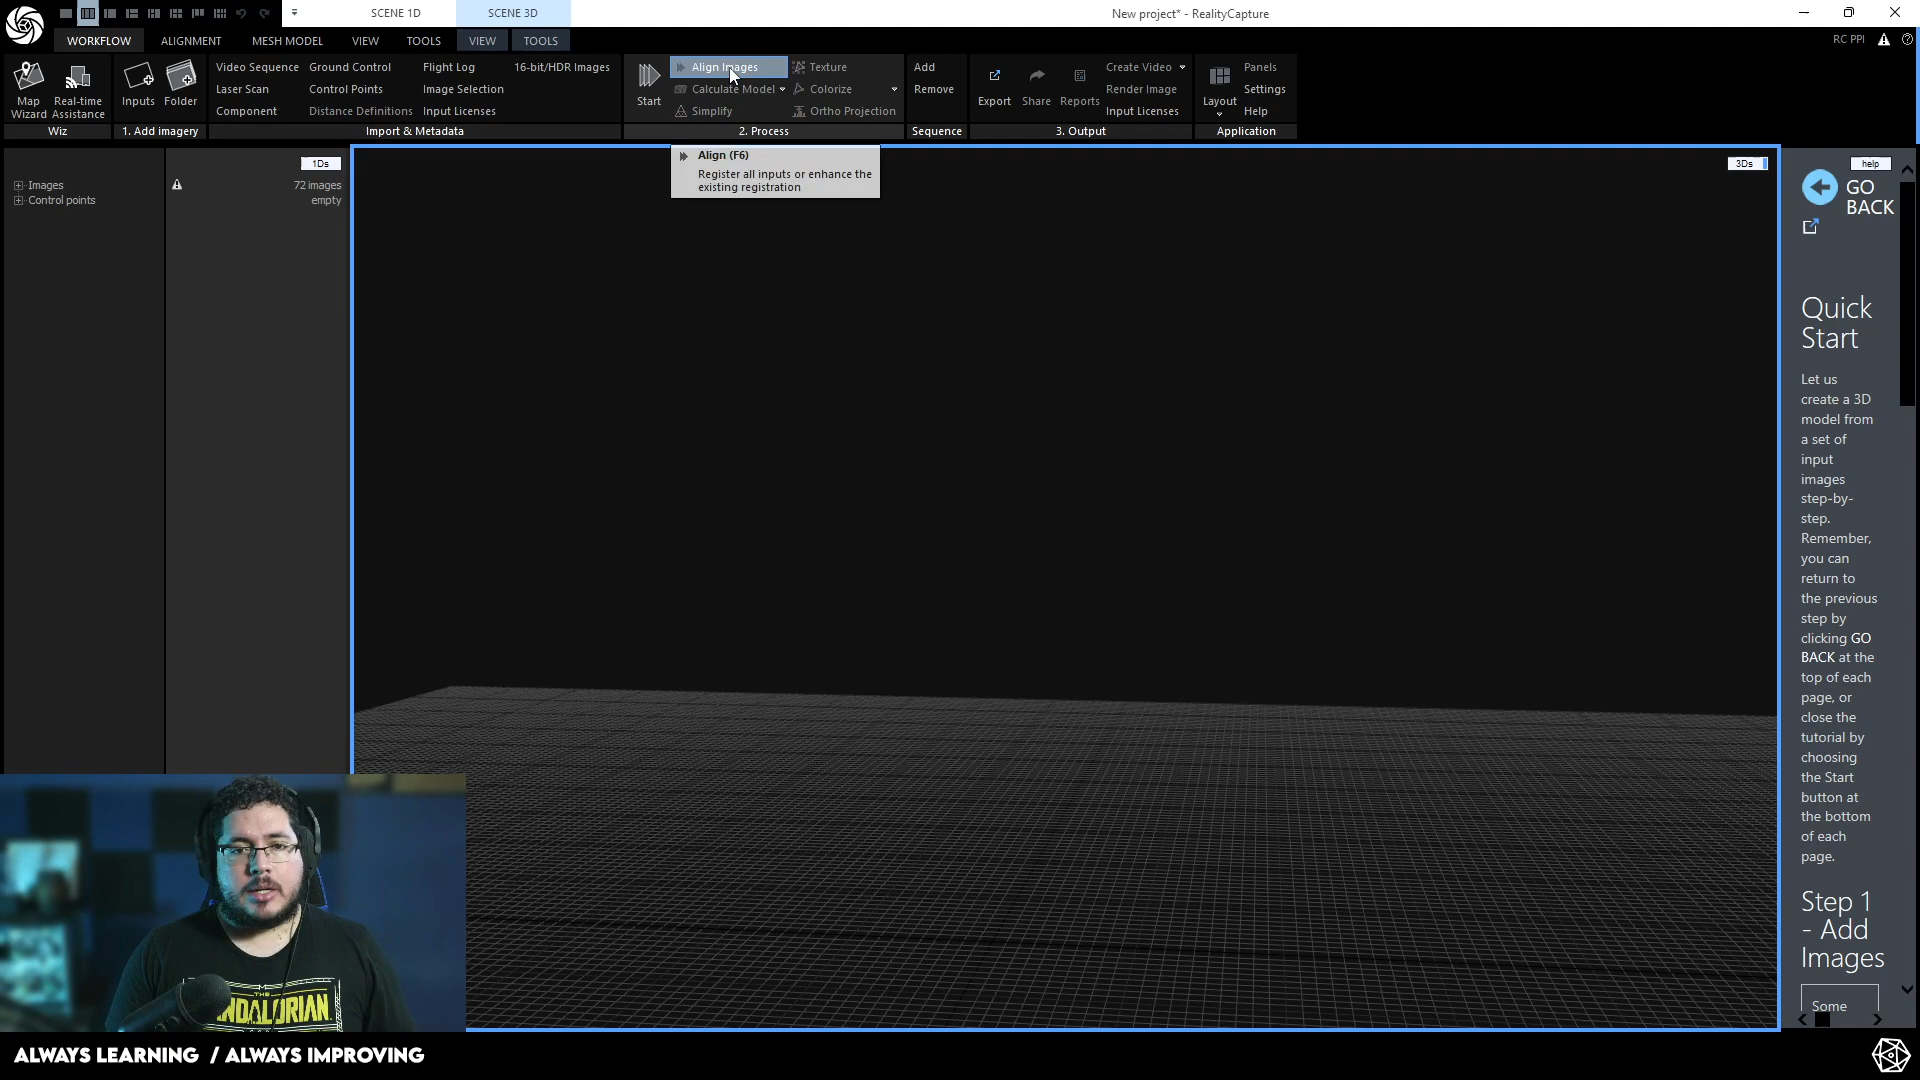 SCENE 1D
SCENE 3D
New project* - RealityCapture
WORKFLOW
ALIGNMENT
MESH MODEL
VIEW
TOOLS
VIEW
TOOLS
RC PPI
Map Wizard
Real-time Assistance
Inputs
Folder
Video Sequence
Ground Control
Flight Log
16-bit/HDR Images
Laser Scan
Control Points
Image Selection
Component
Distance Definitions
Input Licenses
Start
Align Images
Texture
Calculate Model
Colorize
Simplify
Ortho Projection
Add
Remove
Export
Share
Reports
Create Video
Render Image
Input Licenses
Layout
Panels
Settings
Help
Wiz
1. Add imagery
Import & Metadata
2. Process
Sequence
3. Output
Application
1Ds
Images
72 images
Control points
empty
Align (F6)
Register all inputs or enhance the
existing registration
3Ds
help
GO
BACK
Quick
Start
Let us
create a 3D
model from
a set of
input
images
step-by-
step.
Remember,
you can
return to
the previous
step by
clicking GO
BACK at the
top of each
page, or
close the
tutorial by
choosing
the Start
button at
the bottom
of each
page.
Step 1
- Add
Images
Some
THE
ANDALORIAN
ALWAYS LEARNING / ALWAYS IMPROVING